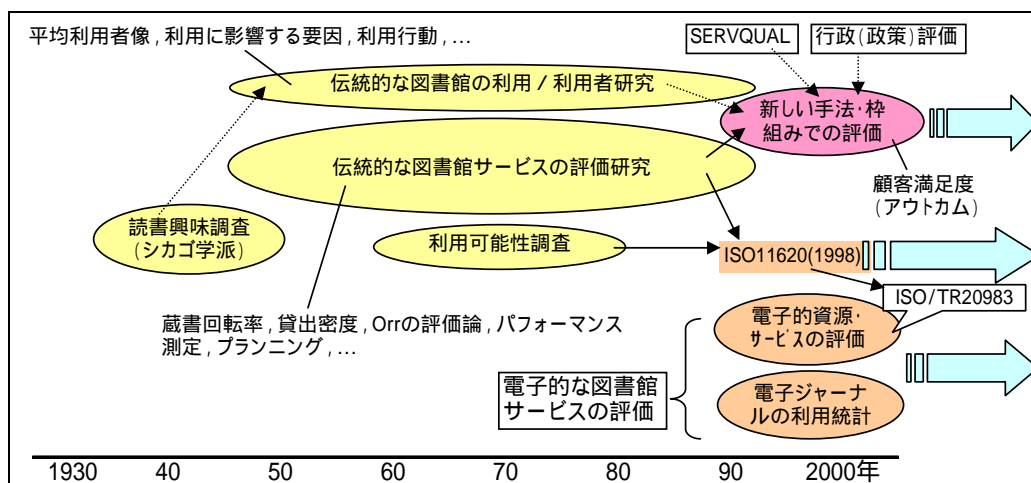 平均利用者像,利用に影響する要因,利用行動,…
SERVQUAL
行政(政策)評価
伝統的な図書館の利用/利用者研究
新しい手法・枠
組みでの評価
伝統的な図書館サービスの評価研究
顧客満足度
(アウトカム)
読書興味調査
(シカゴ学派)
利用可能性調査
ISO11620(1998)
ISO/TR20983
蔵書回転率,貸出密度,Orrの評価論,パフォーマンス
測定,プランニング,…
電子的資源・
サービスの評価
電子的な図書館
サービスの評価
電子ジャーナ
ルの利用統計
1930 40 50 60 70 80 90 2000年